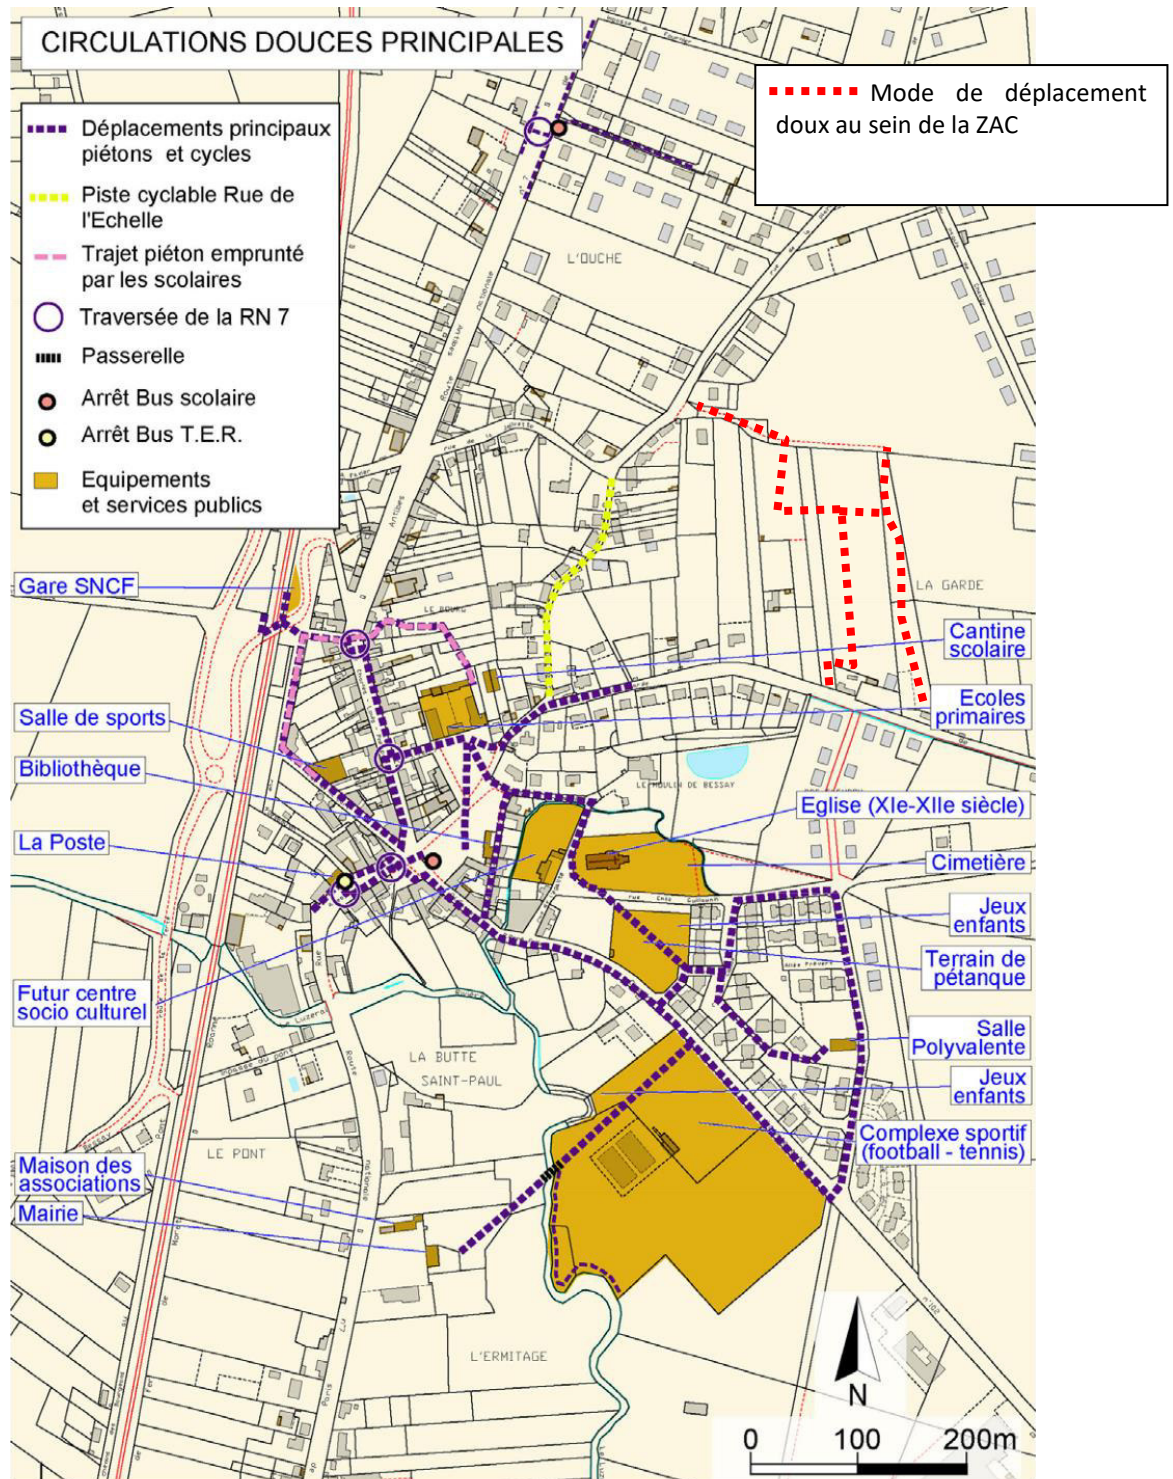 CIRCULATIONS DOUCES PRINCIPALES
Mode de déplacement
doux au sein de la ZAC
Déplacements principaux
piétons et cycles
Piste cyclable Rue de
l'Echelle
Trajet piéton emprunté
par les scolaires
Traversée de la RN 7
Passerelle
Arrêt Bus scolaire
Arrêt Bus T.E.R.
Equipements
et services publics
L'OUCHE
Route
nationale
Antibes
LA GARDE
Gare SNCF
LE BOURG
Cantine
scolaire
Ecoles
primaires
Salle de sports
Bibliothèque
LE MOULIN DE BESSAY
Eglise (XIe-XIIe siècle)
La Poste
Cimetière
Jeux
enfants
Terrain de
pétanque
Futur centre
socio culturel
Salle
Polyvalente
LA BUTTE
SAINT-PAUL
Jeux
enfants
Complexe sportif
(football - tennis)
LE PONT
Maison des
associations
Mairie
L'ERMITAGE
N
0 100 200m